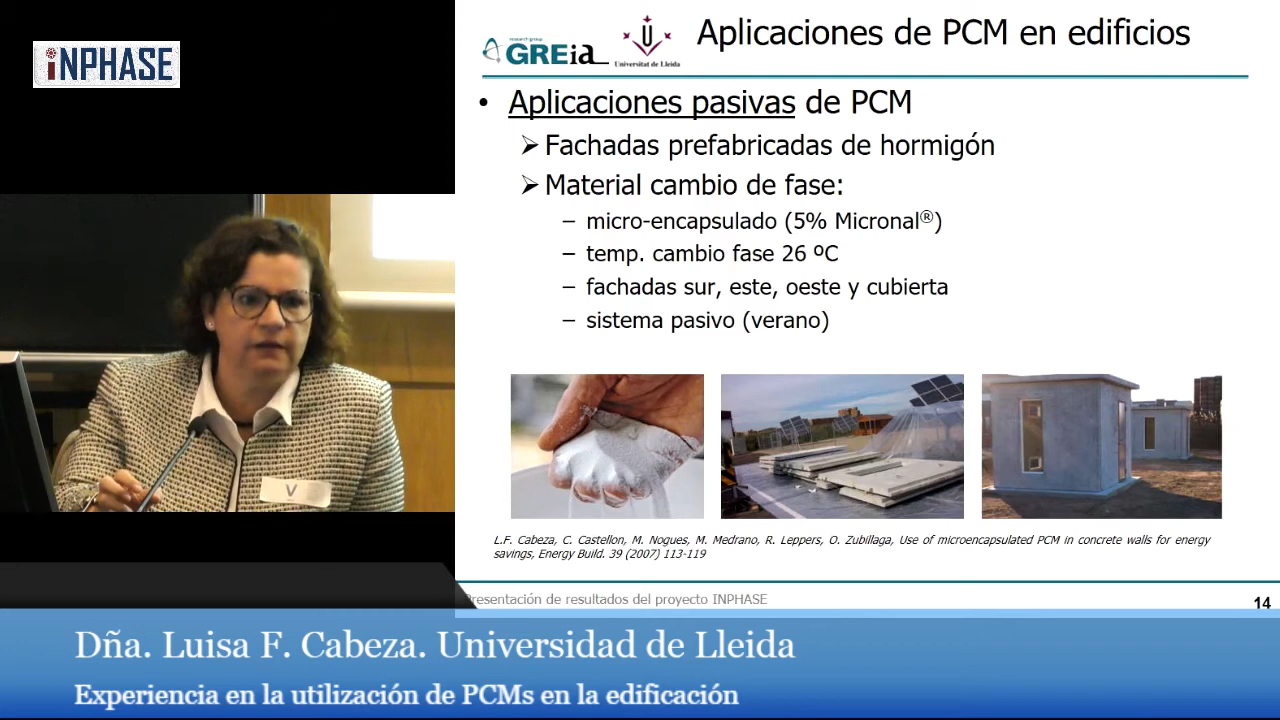 iNPHASE
research group
GREiA
Universitat de Lleida
Aplicaciones de PCM en edificios
• Aplicaciones pasivas de PCM
➢ Fachadas prefabricadas de hormigón
➢ Material cambio de fase:
– micro-encapsulado (5% Micronal®)
– temp. cambio fase 26 ºC
– fachadas sur, este, oeste y cubierta
– sistema pasivo (verano)
V
L.F. Cabeza, C. Castellon, M. Nogues, M. Medrano, R. Leppers, O. Zubillaga, Use of microencapsulated PCM in concrete walls for energy
savings, Energy Build. 39 (2007) 113-119
Presentación de resultados del proyecto INPHASE
14
Dña. Luisa F. Cabeza. Universidad de Lleida
Experiencia en la utilización de PCMs en la edificación